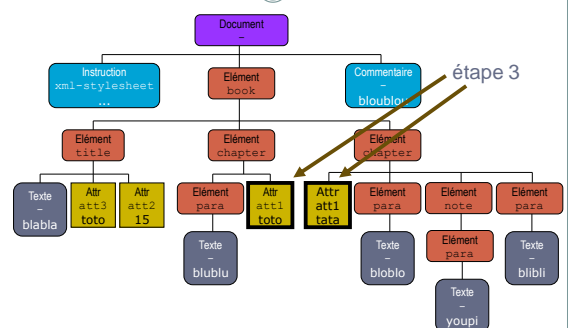 Document
–
Instruction
xml-stylesheet
...
Elément
book
Commentaire
–
bloublou
étape 3
Elément
title
Elément
chapter
Elément
chapter
Texte
–
blabla
Attr
att3
toto
Attr
att2
15
Elément
para
Attr
att1
toto
Attr
att1
tata
Elément
para
Elément
note
Elément
para
Texte
–
blublu
Texte
–
bloblo
Elément
para
Texte
–
blibli
Texte
–
youpi